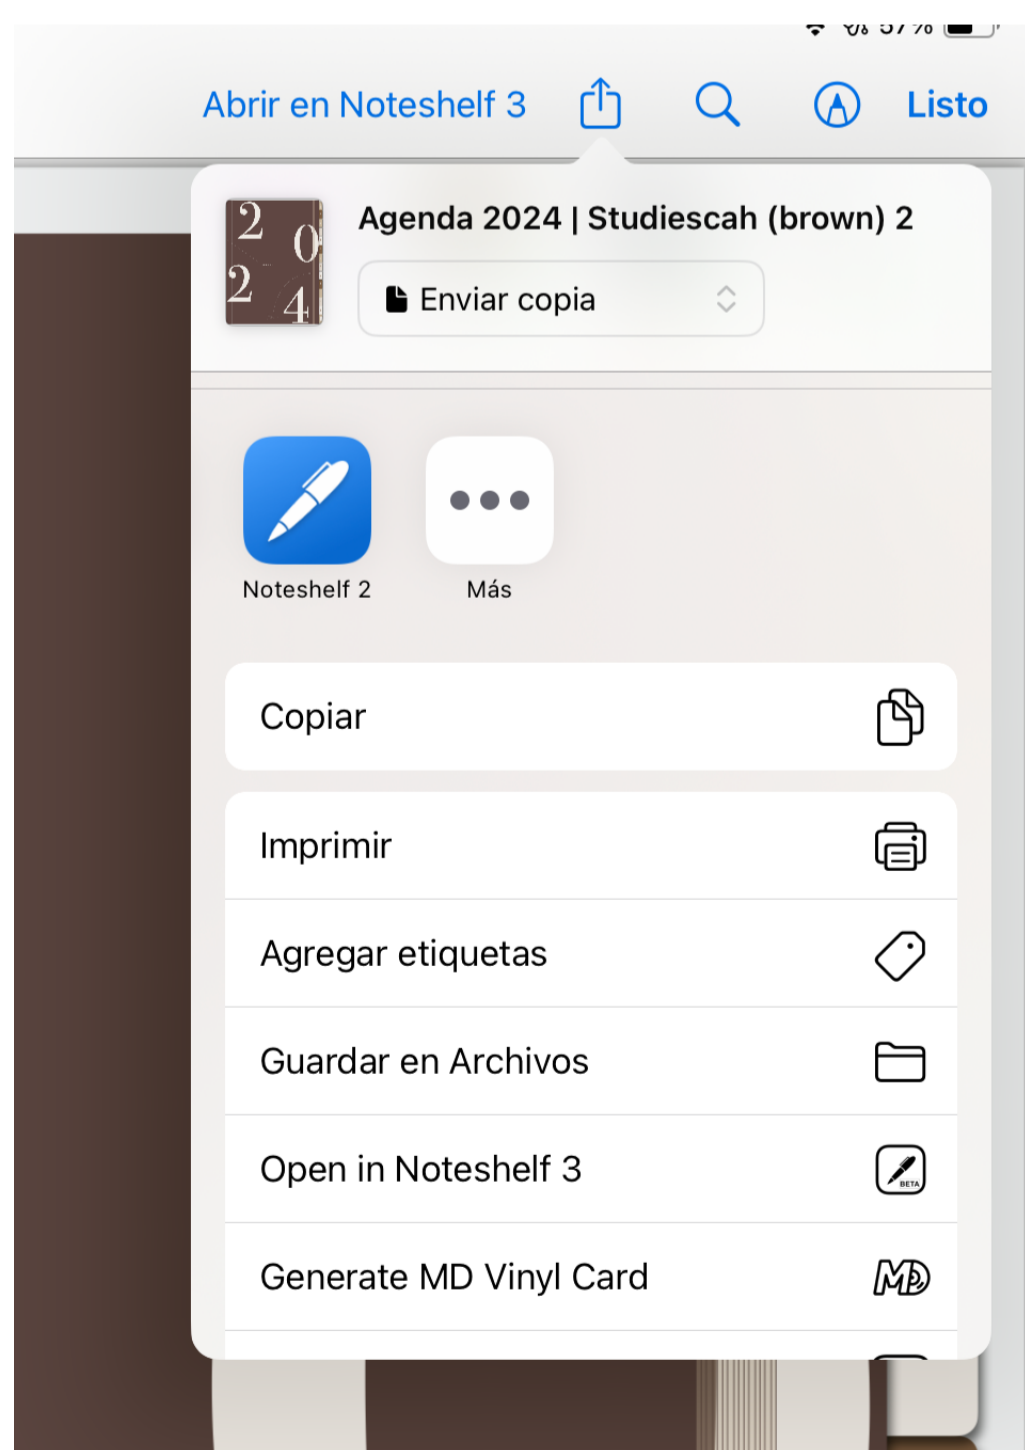 57%
Abrir en Noteshelf 3
Listo
2
0
2
4
Agenda 2024 | Studiescah (brown) 2
Enviar copia
Noteshelf 2
Más
Copiar
Imprimir
Agregar etiquetas
Guardar en Archivos
Open in Noteshelf 3
BETA
Generate MD Vinyl Card
MD